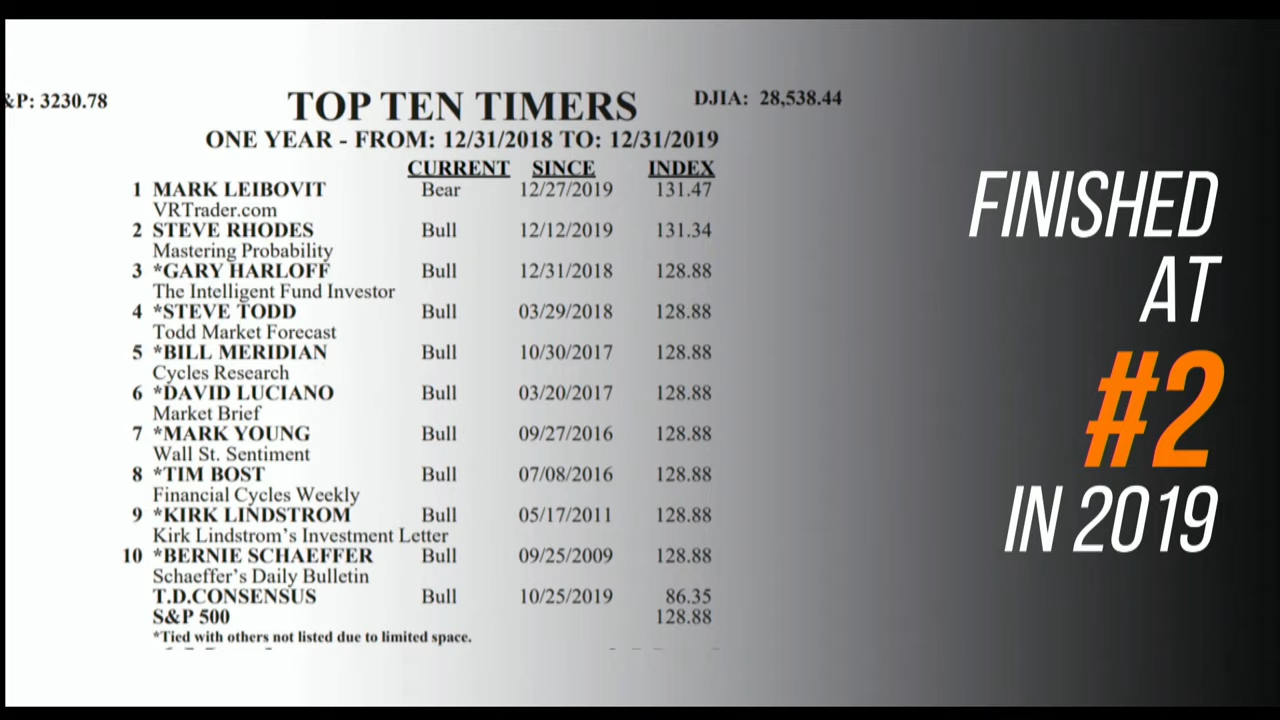 &P: 3230.78
TOP TEN TIMERS
DJIA: 28,538.44
ONE YEAR - FROM: 12/31/2018 TO: 12/31/2019
CURRENT SINCE INDEX
1 MARK LEIBOVIT Bear 12/27/2019 131.47
VRTrader.com
2 STEVE RHODES Bull 12/12/2019 131.34
Mastering Probability
3 *GARY HARLOFF Bull 12/31/2018 128.88
The Intelligent Fund Investor
4 *STEVE TODD Bull 03/29/2018 128.88
Todd Market Forecast
5 *BILL MERIDIAN Bull 10/30/2017 128.88
Cycles Research
6 *DAVID LUCIANO Bull 03/20/2017 128.88
Market Brief
7 *MARK YOUNG Bull 09/27/2016 128.88
Wall St. Sentiment
8 *TIM BOST Bull 07/08/2016 128.88
Financial Cycles Weekly
9 *KIRK LINDSTROM Bull 05/17/2011 128.88
Kirk Lindstrom's Investment Letter
10 *BERNIE SCHAEFFER Bull 09/25/2009 128.88
Schaeffer's Daily Bulletin
T.D.CONSENSUS Bull 10/25/2019 86.35
S&P 500 128.88
*Tied with others not listed due to limited space.
FINISHED
AT
#2
IN 2019